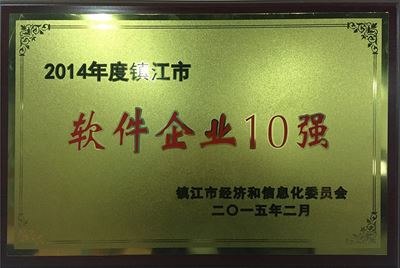 2014年度镇江市
软件企业10强
镇江市经济和信息化委员会
二〇一五年二月